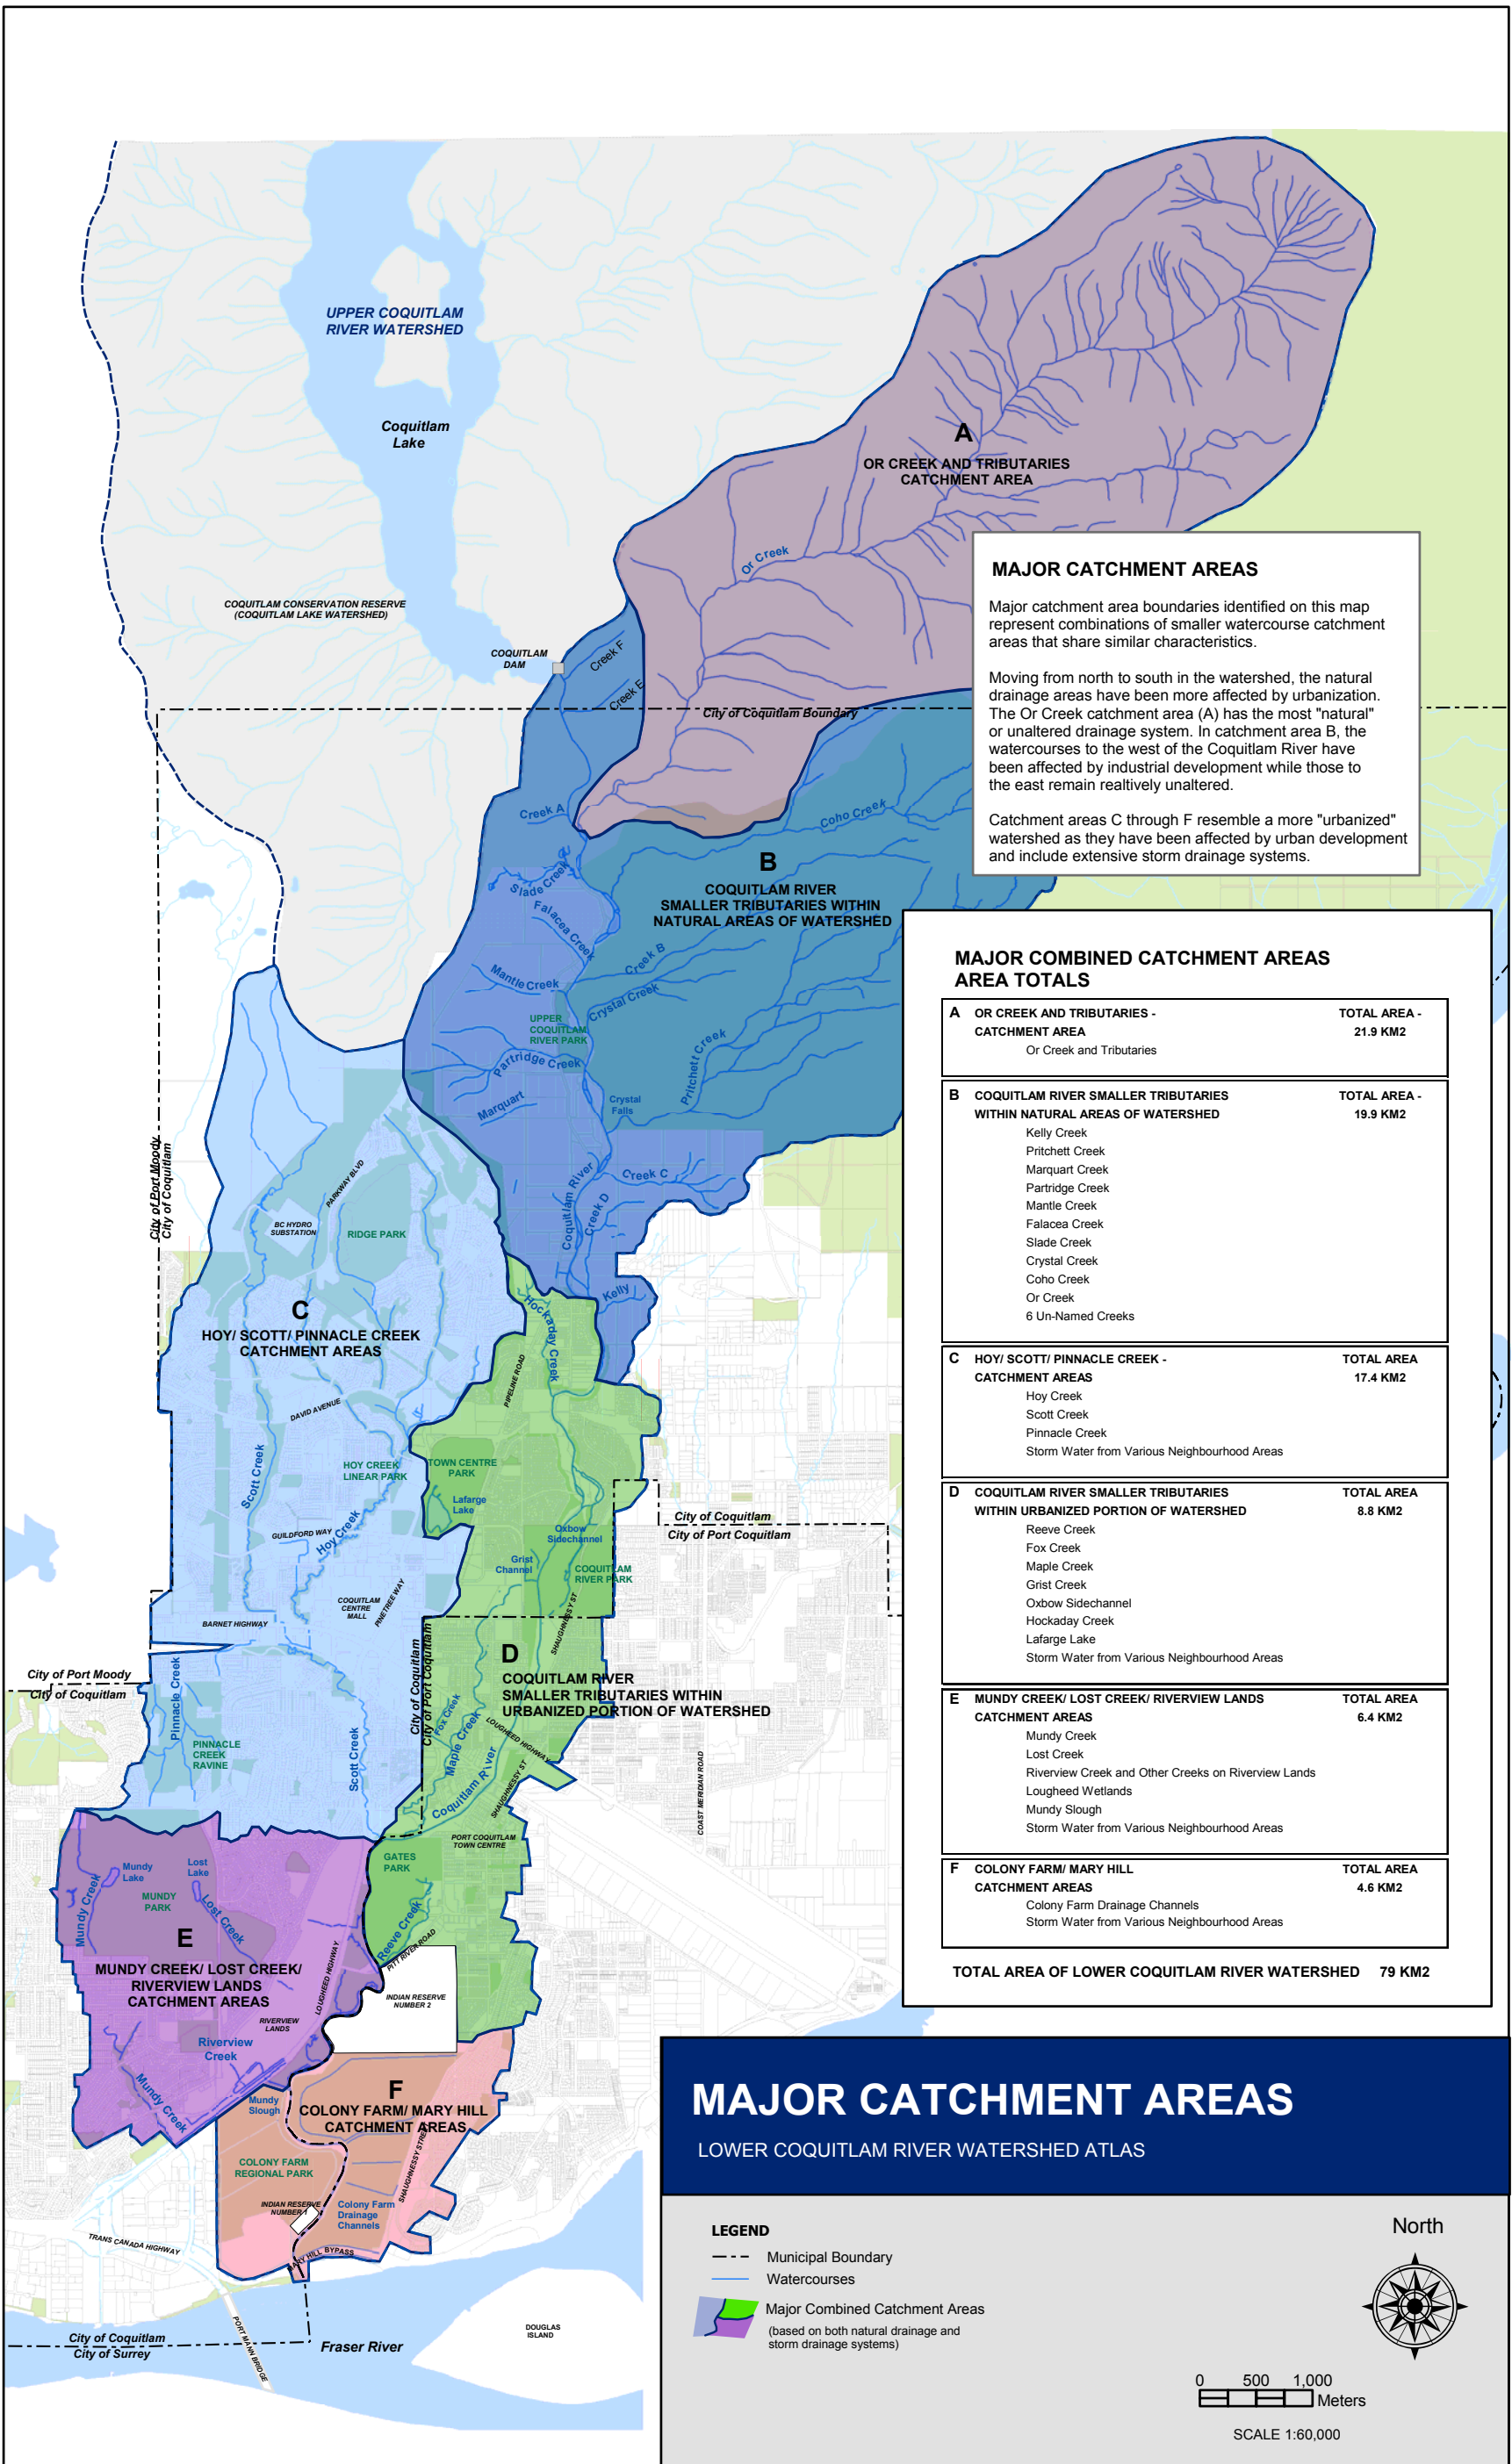 UPPER COQUITLAM
RIVER WATERSHED
Coquitlam
Lake
A
OR CREEK AND TRIBUTARIES
CATCHMENT AREA
Or Creek
COQUITLAM CONSERVATION RESERVE
(COQUITLAM LAKE WATERSHED)
COQUITLAM
DAM
Creek F
Creek E
City of Coquitlam Boundary
MAJOR CATCHMENT AREAS
Major catchment area boundaries identified on this map
represent combinations of smaller watercourse catchment
areas that share similar characteristics.
Moving from north to south in the watershed, the natural
drainage areas have been more affected by urbanization.
The Or Creek catchment area (A) has the most "natural"
or unaltered drainage system. In catchment area B, the
watercourses to the west of the Coquitlam River have
been affected by industrial development while those to
the east remain realtively unaltered.
Catchment areas C through F resemble a more "urbanized"
watershed as they have been affected by urban development
and include extensive storm drainage systems.
Creek A
Coho Creek
B
COQUITLAM RIVER
SMALLER TRIBUTARIES WITHIN
NATURAL AREAS OF WATERSHED
Slade Creek
Falacea Creek
Mantle Creek
Creek B
Crystal Creek
UPPER
COQUITLAM
RIVER PARK
Partridge Creek
Pritchett Creek
Marquart
Crystal
Falls
Coquitlam River
Creek C
Creek D
Kelly
City of Port Moody
City of Coquitlam
PARKWAY BLVD
BC HYDRO
SUBSTATION
RIDGE PARK
C
HOY/ SCOTT/ PINNACLE CREEK
CATCHMENT AREAS
Hockaday Creek
PIPELINE ROAD
DAVID AVENUE
Scott Creek
HOY CREEK
LINEAR PARK
TOWN CENTRE
PARK
Lafarge
Lake
GUILDFORD WAY
Hoy Creek
Oxbow
Sidechannel
City of Coquitlam
City of Port Coquitlam
Grist
Channel
COQUITLAM
RIVER PARK
COQUITLAM
CENTRE
MALL
PINETREE WAY
BARNET HIGHWAY
SHAUGHNESSY ST
City of Coquitlam
City of Port Coquitlam
D
COQUITLAM RIVER
SMALLER TRIBUTARIES WITHIN
URBANIZED PORTION OF WATERSHED
City of Port Moody
City of Coquitlam
Pinnacle Creek
PINNACLE
CREEK
RAVINE
Scott Creek
Fox Creek
Maple Creek
LOUGHEED HIGHWAY
Coquitlam River
SHAUGHNESSY ST
COAST MERIDIAN ROAD
PORT COQUITLAM
TOWN CENTRE
GATES
PARK
Reeve Creek
PITT RIVER ROAD
Mundy
Lake
Lost
Lake
MUNDY
PARK
Mundy Creek
Lost Creek
E
MUNDY CREEK/ LOST CREEK/
RIVERVIEW LANDS
CATCHMENT AREAS
LOUGHEED HIGHWAY
RIVERVIEW
LANDS
INDIAN RESERVE
NUMBER 2
Riverview
Creek
Mundy Creek
Mundy
Slough
F
COLONY FARM/ MARY HILL
CATCHMENT AREAS
COLONY FARM
REGIONAL PARK
SHAUGHNESSY STREET
INDIAN RESERVE
NUMBER 1
Colony Farm
Drainage
Channels
MARY HILL BYPASS
TRANS CANADA HIGHWAY
PORT MANN BRIDGE
City of Coquitlam
City of Surrey
Fraser River
DOUGLAS
ISLAND
MAJOR COMBINED CATCHMENT AREAS
AREA TOTALS
A OR CREEK AND TRIBUTARIES - TOTAL AREA -
CATCHMENT AREA 21.9 KM2
Or Creek and Tributaries
B COQUITLAM RIVER SMALLER TRIBUTARIES TOTAL AREA -
WITHIN NATURAL AREAS OF WATERSHED 19.9 KM2
Kelly Creek
Pritchett Creek
Marquart Creek
Partridge Creek
Mantle Creek
Falacea Creek
Slade Creek
Crystal Creek
Coho Creek
Or Creek
6 Un-Named Creeks
C HOY/ SCOTT/ PINNACLE CREEK - TOTAL AREA
CATCHMENT AREAS 17.4 KM2
Hoy Creek
Scott Creek
Pinnacle Creek
Storm Water from Various Neighbourhood Areas
D COQUITLAM RIVER SMALLER TRIBUTARIES TOTAL AREA
WITHIN URBANIZED PORTION OF WATERSHED 8.8 KM2
Reeve Creek
Fox Creek
Maple Creek
Grist Creek
Oxbow Sidechannel
Hockaday Creek
Lafarge Lake
Storm Water from Various Neighbourhood Areas
E MUNDY CREEK/ LOST CREEK/ RIVERVIEW LANDS TOTAL AREA
CATCHMENT AREAS 6.4 KM2
Mundy Creek
Lost Creek
Riverview Creek and Other Creeks on Riverview Lands
Lougheed Wetlands
Mundy Slough
Storm Water from Various Neighbourhood Areas
F COLONY FARM/ MARY HILL TOTAL AREA
CATCHMENT AREAS 4.6 KM2
Colony Farm Drainage Channels
Storm Water from Various Neighbourhood Areas
TOTAL AREA OF LOWER COQUITLAM RIVER WATERSHED 79 KM2
MAJOR CATCHMENT AREAS
LOWER COQUITLAM RIVER WATERSHED ATLAS
LEGEND
Municipal Boundary
Watercourses
Major Combined Catchment Areas
(based on both natural drainage and
storm drainage systems)
North
0 500 1,000
Meters
SCALE 1:60,000